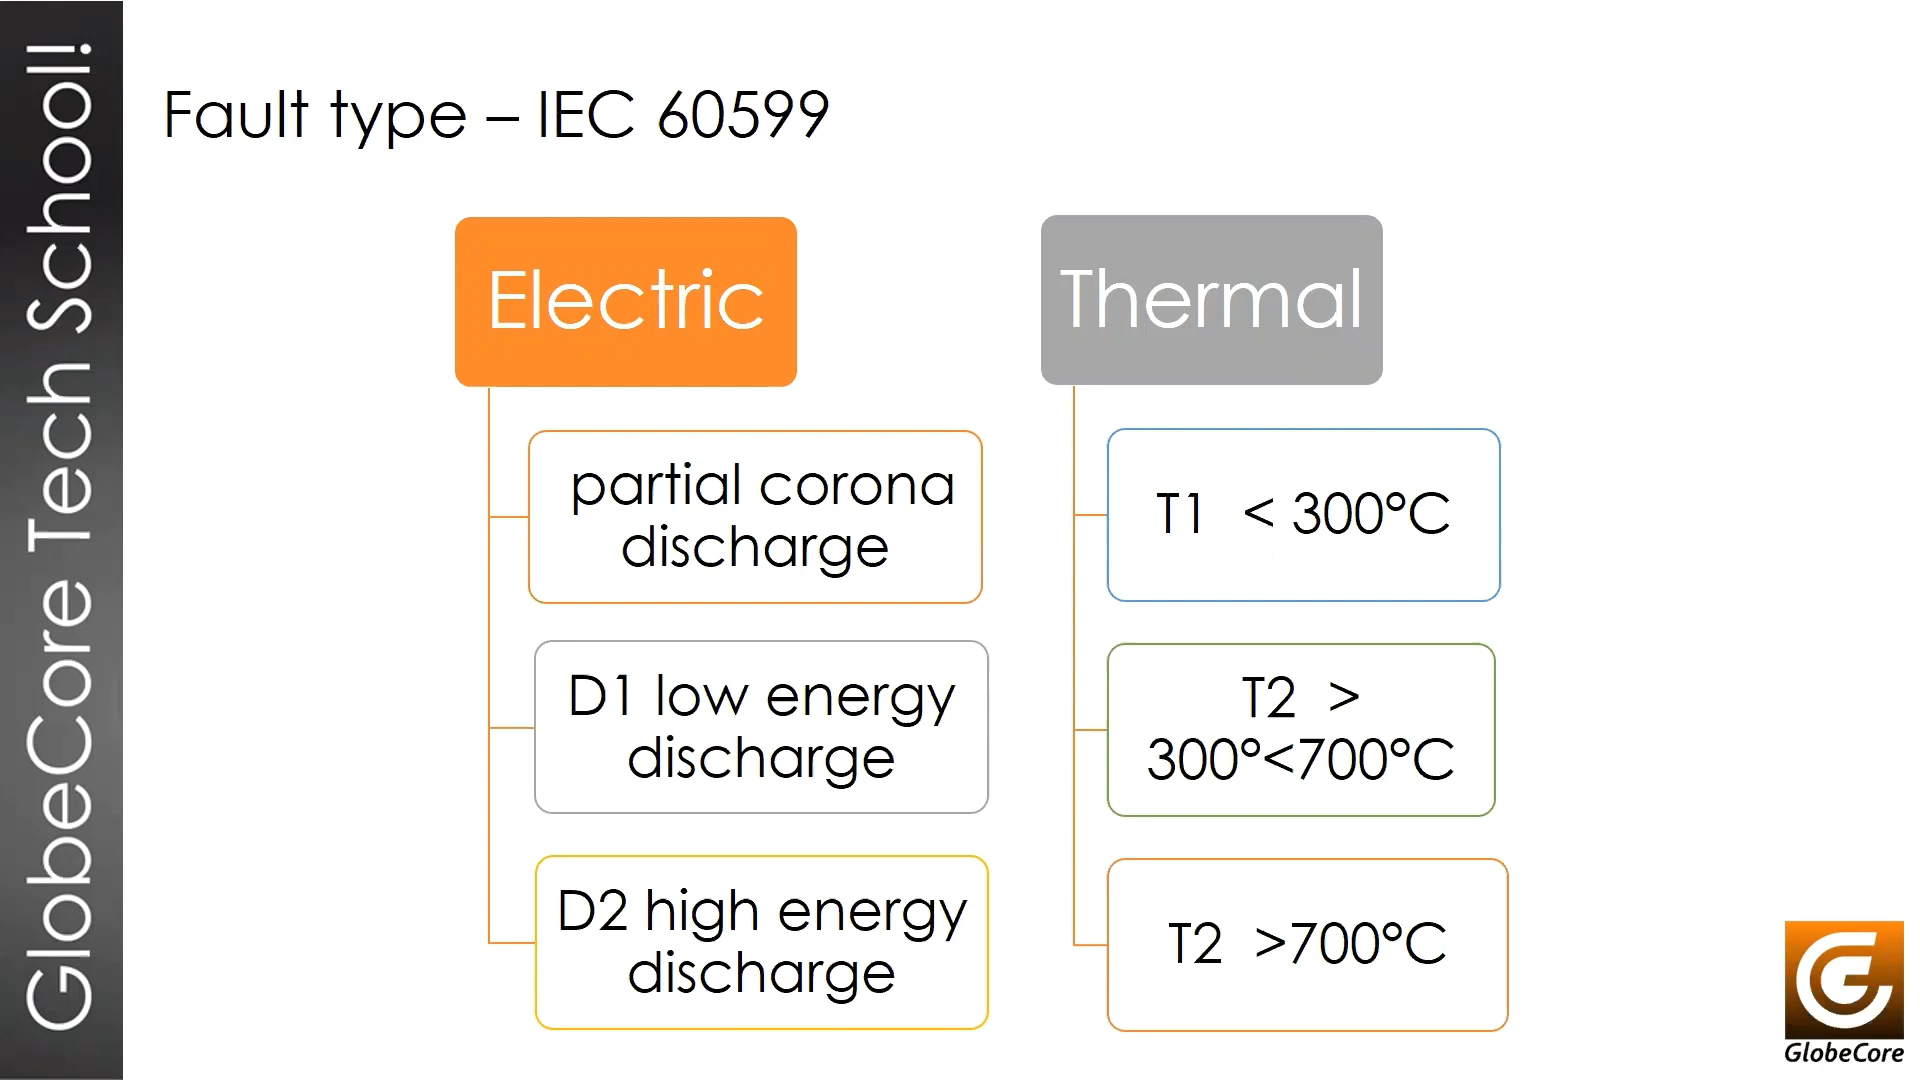 GlobeCore Tech School!
Fault type – IEC 60599
Electric
partial corona
discharge
D1 low energy
discharge
D2 high energy
discharge
Thermal
T1 < 300°C
T2 >
300°<700°C
T2 >700°C
GlobeCore